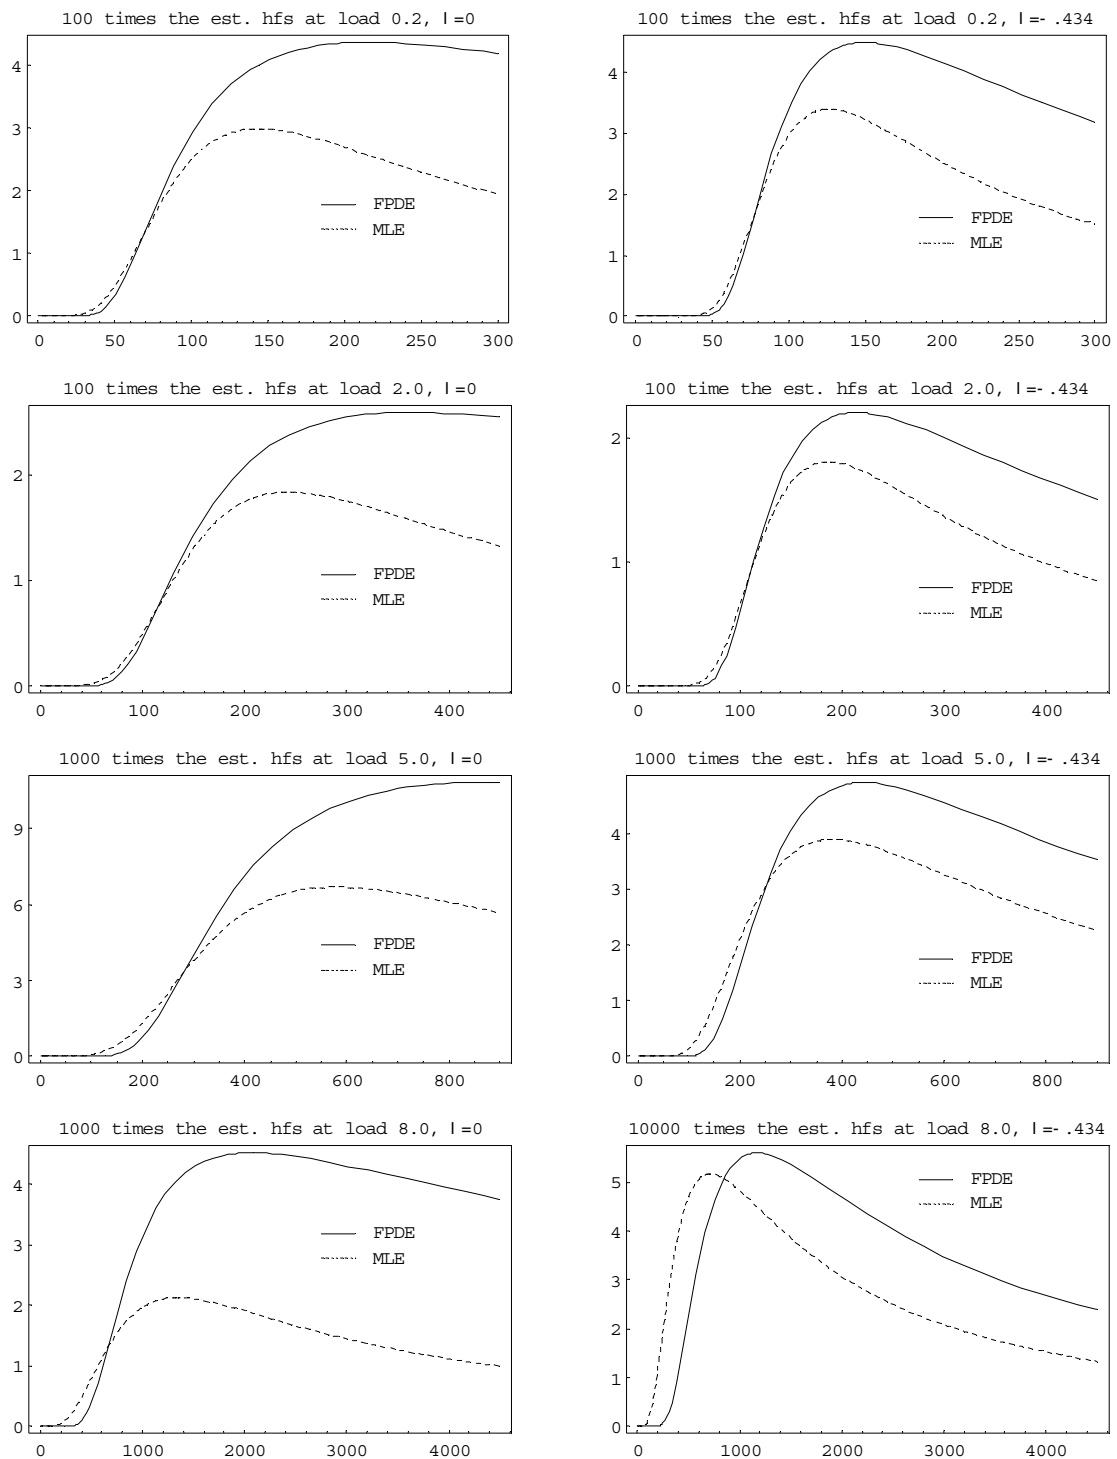 100 times the est. hfs at load 0.2, l=0
4
3
2
1
0
FPDE
MLE
0 50 100 150 200 250 300
100 times the est. hfs at load 0.2, l=-.434
4
3
2
1
0
FPDE
MLE
0 50 100 150 200 250 300
100 times the est. hfs at load 2.0, l=0
2
1
0
FPDE
MLE
0 100 200 300 400
100 time the est. hfs at load 2.0, l=-.434
2
1
0
FPDE
MLE
0 100 200 300 400
1000 times the est. hfs at load 5.0, l=0
9
6
3
0
FPDE
MLE
0 200 400 600 800
1000 times the est. hfs at load 5.0, l=-.434
4
3
2
1
0
FPDE
MLE
0 200 400 600 800
1000 times the est. hfs at load 8.0, l=0
4
3
2
1
0
FPDE
MLE
0 1000 2000 3000 4000
10000 times the est. hfs at load 8.0, l=-.434
5
4
3
2
1
0
FPDE
MLE
0 1000 2000 3000 4000